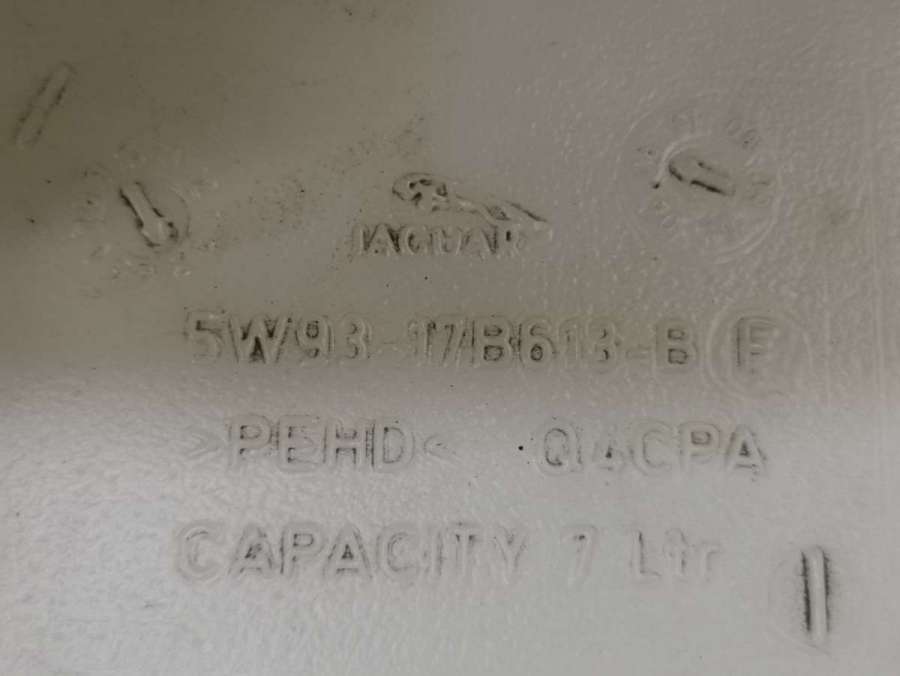 JAGUAR
5W93-17B613-B E
>PEHD< Q4CPA
CAPACITY 7 Ltr